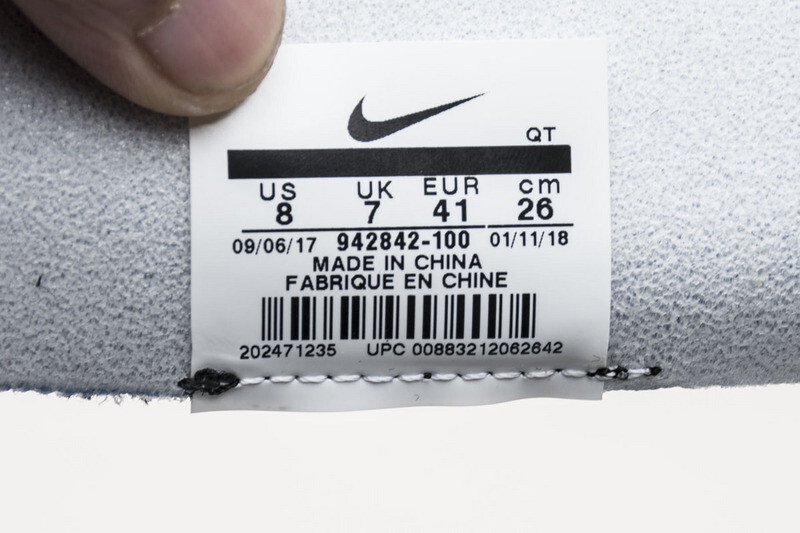 QT
US UK EUR cm
8 7 41 26
09/06/17 942842-100 01/11/18
MADE IN CHINA
FABRIQUE EN CHINE
202471235 UPC 00883212062642